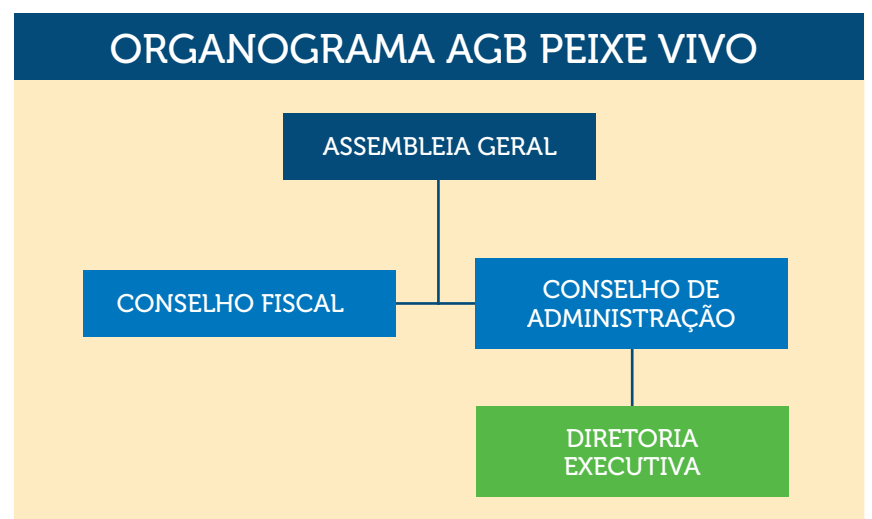 ORGANOGRAMA AGB PEIXE VIVO
ASSEMBLEIA GERAL
CONSELHO FISCAL
CONSELHO DE
ADMINISTRAÇÃO
DIRETORIA
EXECUTIVA